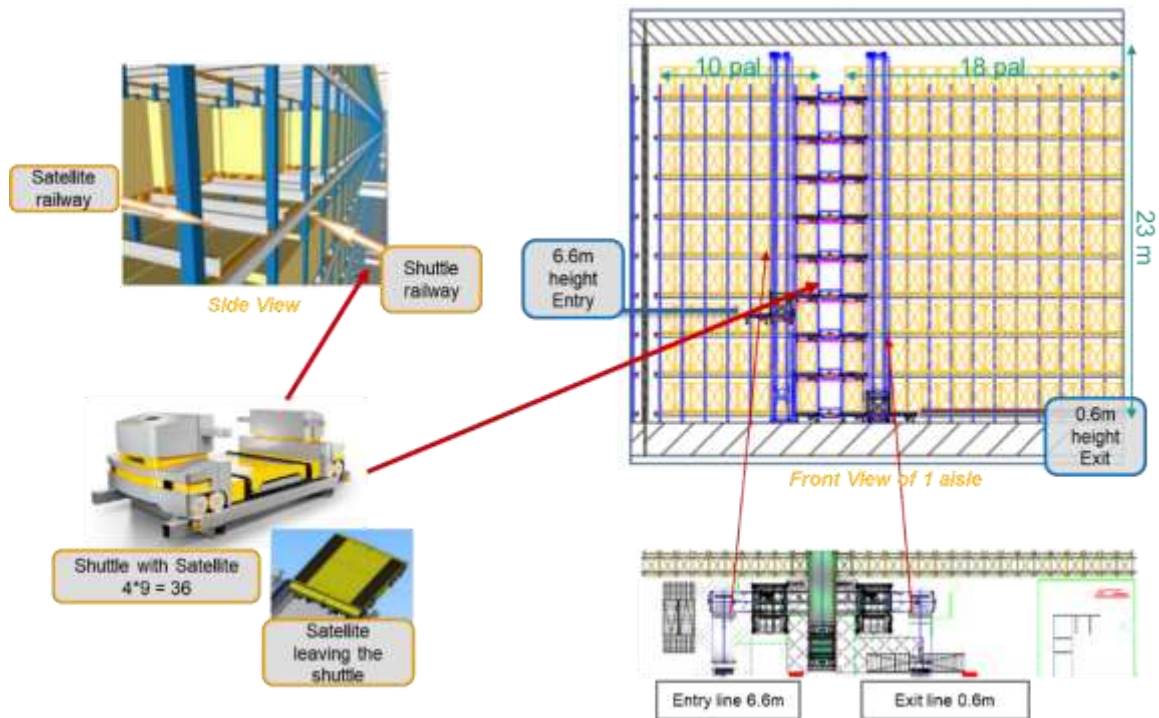 10 pal
18 pal
Satellite
railway
6.6m
height
Entry
23 m
Shuttle
railway
Side View
0.6m
height
Exit
Front View of 1 aisle
Shuttle with Satellite
4*9 = 36
Satellite
leaving the
shuttle
Entry line 6.6m
Exit line 0.6m